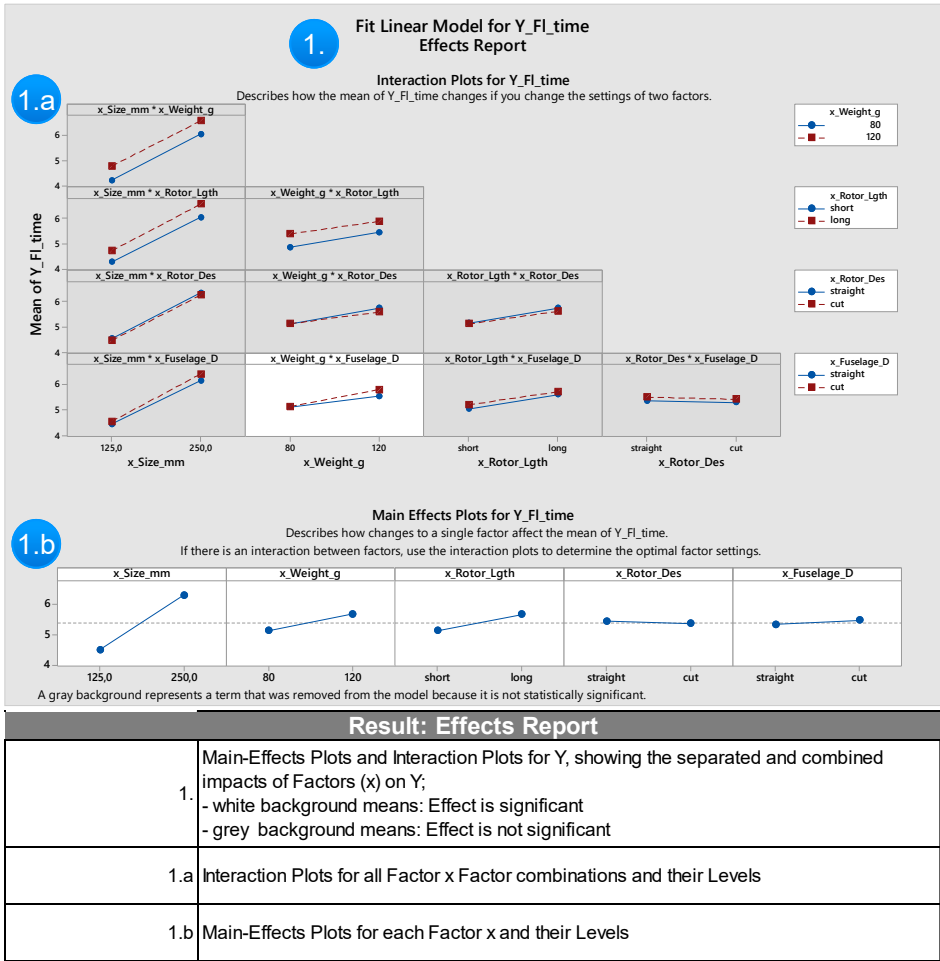 Fit Linear Model for Y_Fl_time
Effects Report
1.
Interaction Plots for Y_Fl_time
Describes how the mean of Y_Fl_time changes if you change the settings of two factors.
1.a
x_Size_mm * x_Weight_g
6
5
4
x_Weight_g
80
120
x_Size_mm * x_Rotor_Lgth
x_Weight_g * x_Rotor_Lgth
6
5
4
x_Rotor_Lgth
short
long
Mean of Y_Fl_time
x_Size_mm * x_Rotor_Des
x_Weight_g * x_Rotor_Des
x_Rotor_Lgth * x_Rotor_Des
6
5
4
x_Rotor_Des
straight
cut
x_Size_mm * x_Fuselage_D
x_Weight_g * x_Fuselage_D
x_Rotor_Lgth * x_Fuselage_D
x_Rotor_Des * x_Fuselage_D
6
5
4
x_Fuselage_D
straight
cut
125,0 250,0
80 120
short long
straight cut
x_Size_mm
x_Weight_g
x_Rotor_Lgth
x_Rotor_Des
1.b
Main Effects Plots for Y_Fl_time
Describes how changes to a single factor affect the mean of Y_Fl_time.
If there is an interaction between factors, use the interaction plots to determine the optimal factor settings.
x_Size_mm
x_Weight_g
x_Rotor_Lgth
x_Rotor_Des
x_Fuselage_D
6
5
4
125,0 250,0
80 120
short long
straight cut
straight cut
A gray background represents a term that was removed from the model because it is not statistically significant.
Result: Effects Report
1.
Main-Effects Plots and Interaction Plots for Y, showing the separated and combined
impacts of Factors (x) on Y;
- white background means: Effect is significant
- grey background means: Effect is not significant
1.a Interaction Plots for all Factor x Factor combinations and their Levels
1.b Main-Effects Plots for each Factor x and their Levels